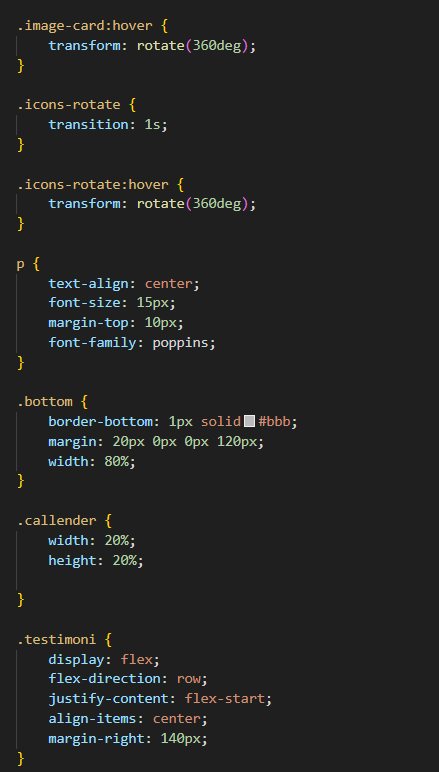 .image-card:hover {
    transform: rotate(360deg);
}

.icons-rotate {
    transition: 1s;
}

.icons-rotate:hover {
    transform: rotate(360deg);
}

p {
    text-align: center;
    font-size: 15px;
    margin-top: 10px;
    font-family: poppins;
}

.bottom {
    border-bottom: 1px solid #bbb;
    margin: 20px 0px 0px 120px;
    width: 80%;
}

.callender {
    width: 20%;
    height: 20%;

}

.testimoni {
    display: flex;
    flex-direction: row;
    justify-content: flex-start;
    align-items: center;
    margin-right: 140px;
}